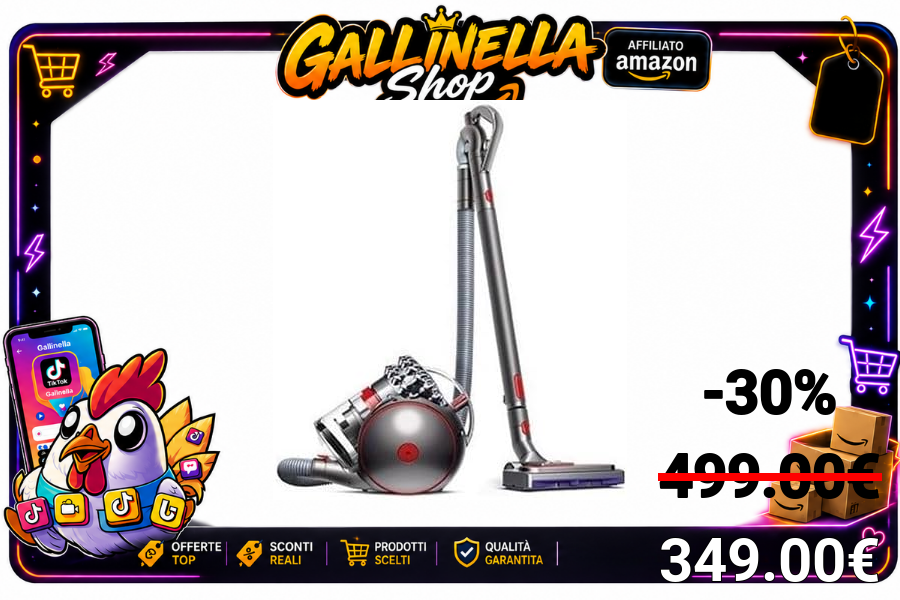 GALLINELLA
Shop
AFFILIATO
amazon
Gallinella
TikTok
Gallinella
-30%
499.00€
349.00€
OFFERTE
TOP
SCONTI
REALI
PRODOTTI
SCELTI
QUALITÀ
GARANTITA